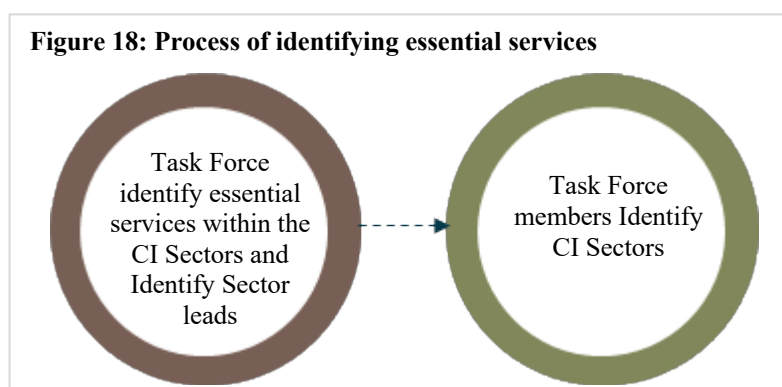 Figure 18: Process of identifying essential services
Task Force
identify essential
services within the
CI Sectors and
Identify Sector
leads
Task Force
members Identify
CI Sectors